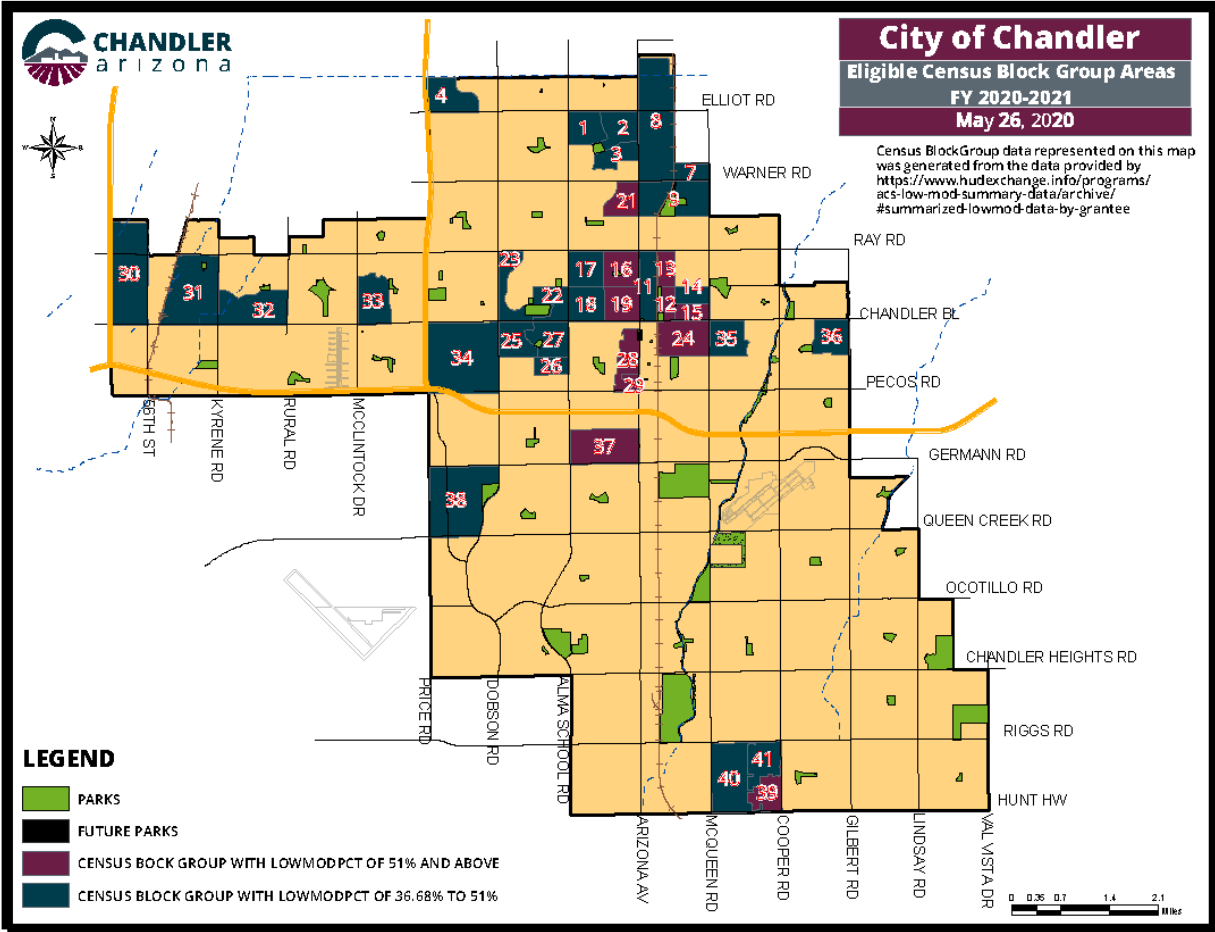 CHANDLER
arizona
City of Chandler
Eligible Census Block Group Areas
FY 2020-2021
May 26, 2020
Census BlockGroup data represented on this map
was generated from the data provided by
https://www.hudexchange.info/programs/
acs-low-mod-summary-data/archive/
#summarized-lowmod-data-by-grantee
N
W
E
S
ELLIOT RD
WARNER RD
RAY RD
CHANDLER BL
PECOS RD
GERMANN RD
QUEEN CREEK RD
OCOTILLO RD
CHANDLER HEIGHTS RD
RIGGS RD
HUNT HW
4
1
2
8
3
7
21
9
23
17
16
13
30
31
11
14
22
32
33
18
19
12
15
25
27
24
35
36
34
26
28
29
37
38
41
40
39
56TH ST
KYRENE RD
RURAL RD
MCCLINTOCK DR
PRICE RD
DOBSON RD
ALMA SCHOOL RD
ARIZONA AV
MCQUEEN RD
COOPER RD
GILBERT RD
LINDSAY RD
VAL VISTA DR
LEGEND
PARKS
FUTURE PARKS
CENSUS BOCK GROUP WITH LOWMODPCT OF 51% AND ABOVE
CENSUS BLOCK GROUP WITH LOWMODPCT OF 36.68% TO 51%
0 0.35 0.7 1.4 2.1
Miles